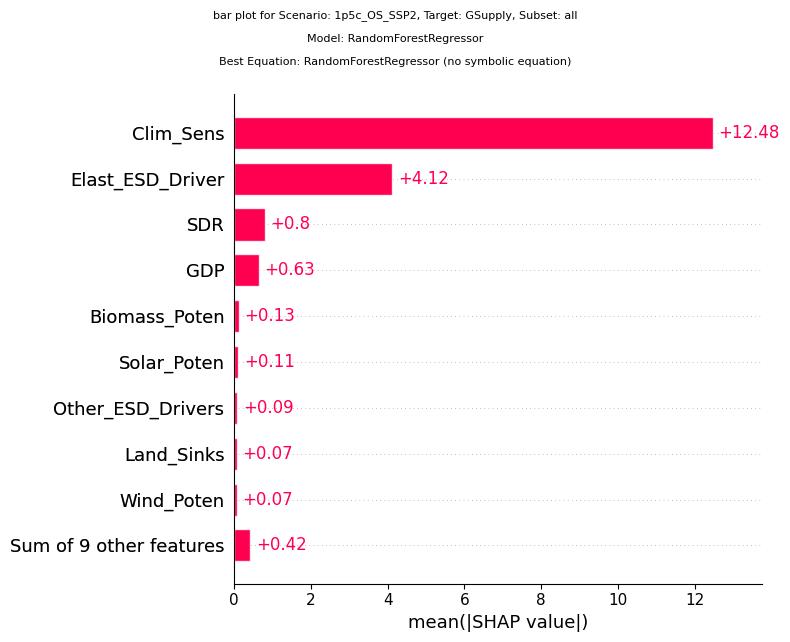 bar plot for Scenario: 1p5c_OS_SSP2, Target: GSupply, Subset: all
Model: RandomForestRegressor
Best Equation: RandomForestRegressor (no symbolic equation)
Clim_Sens +12.48
Elast_ESD_Driver +4.12
SDR +0.8
GDP +0.63
Biomass_Poten +0.13
Solar_Poten +0.11
Other_ESD_Drivers +0.09
Land_Sinks +0.07
Wind_Poten +0.07
Sum of 9 other features +0.42
0 2 4 6 8 10 12
mean(|SHAP value|)